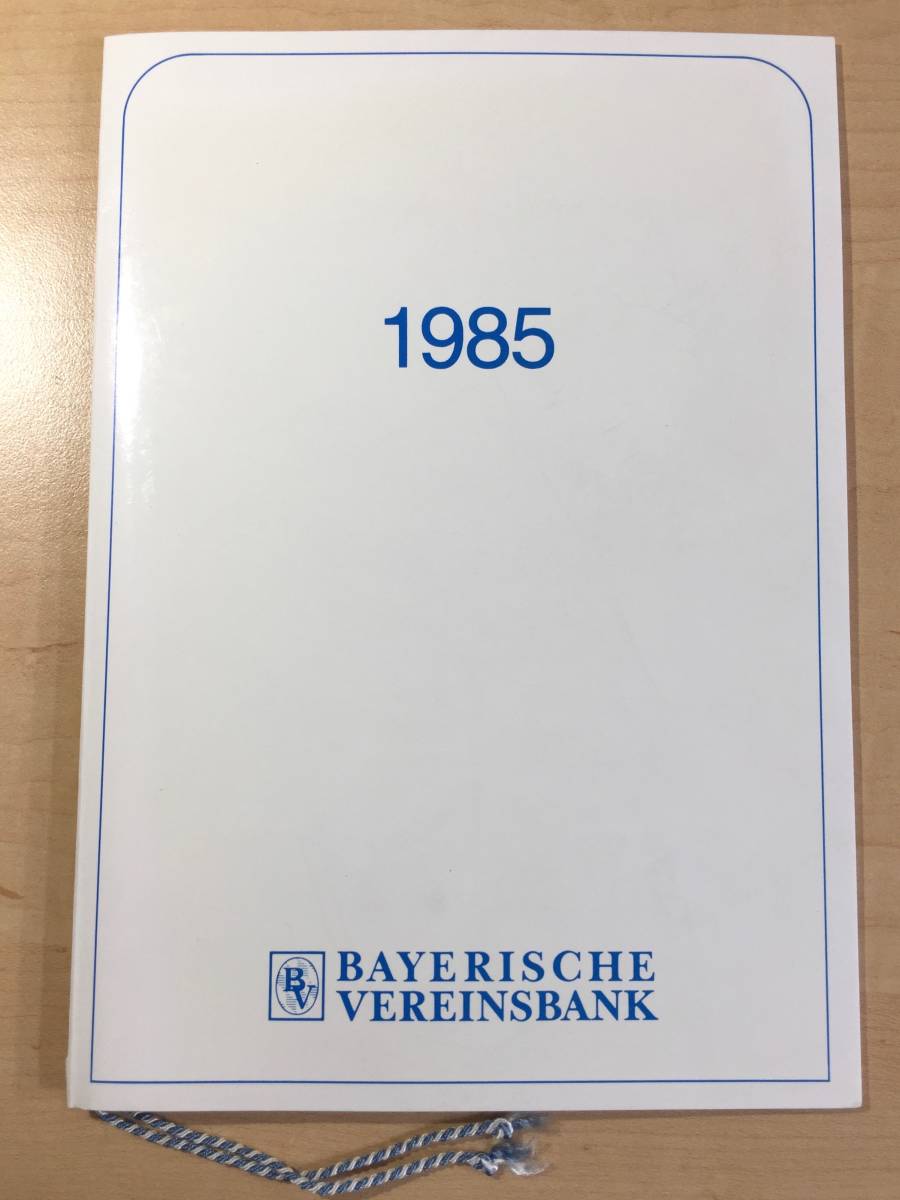 1985
BV
BAYERISCHE
VEREINSBANK